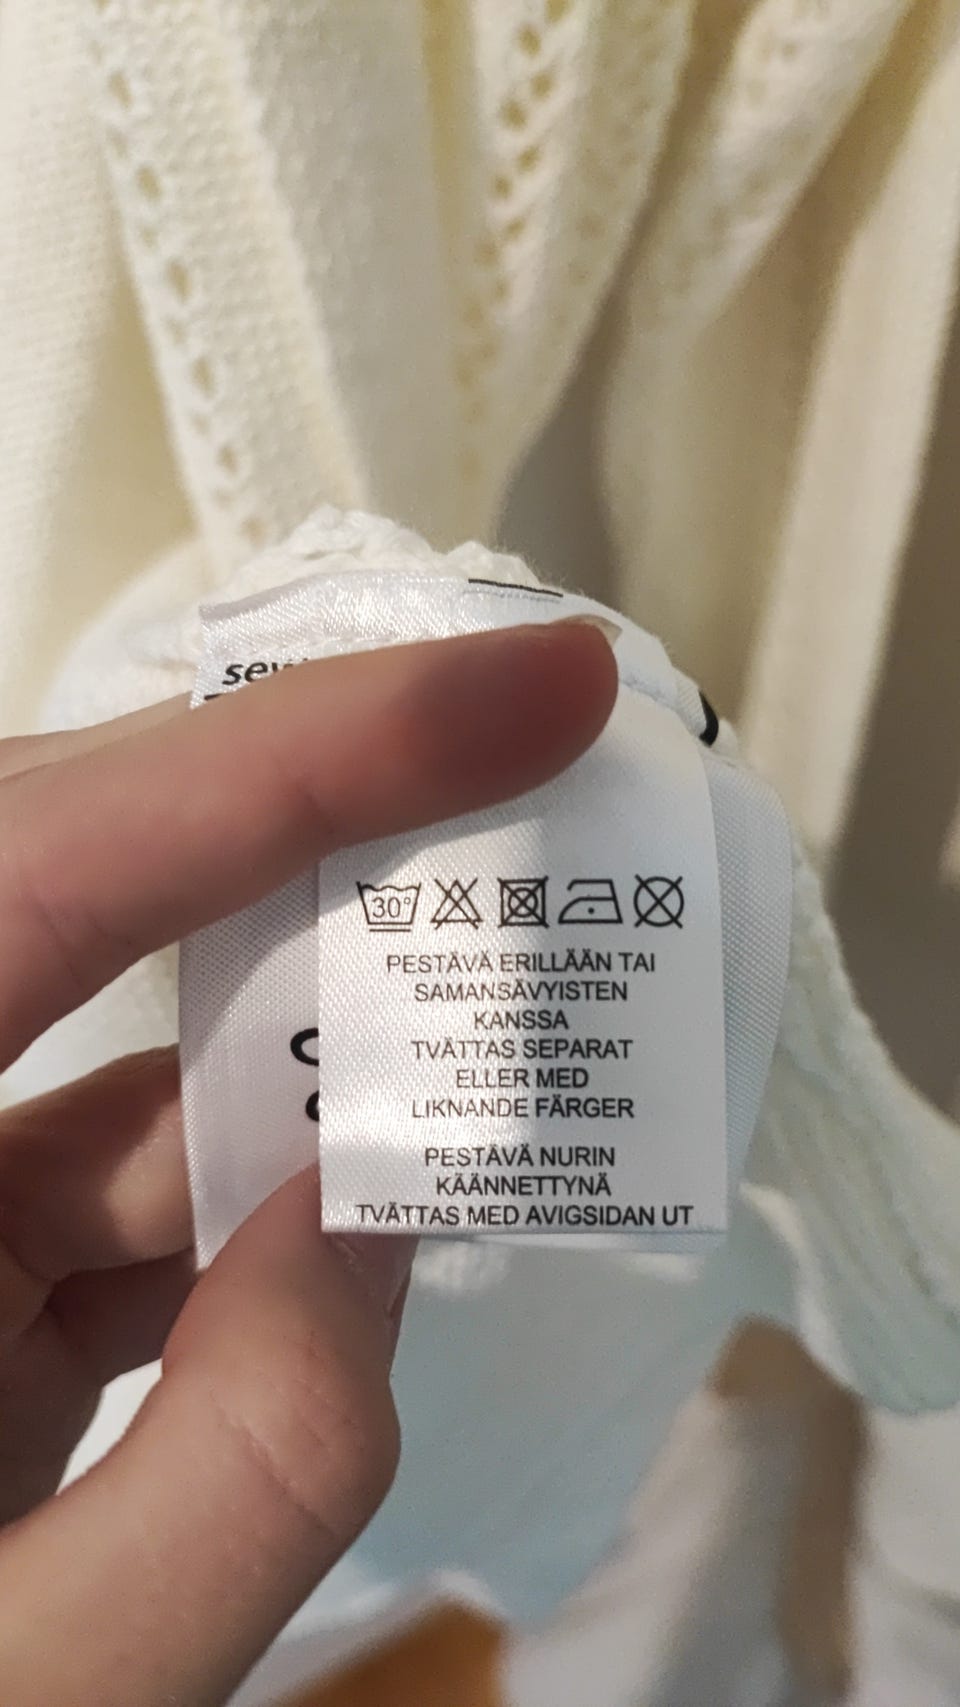 30°
PESTÄVÄ ERILLÄÄN TAI
SAMANSÄVYISTEN
KANSSA
TVÄTTAS SEPARAT
ELLER MED
LIKNANDE FÄRGER
PESTÄVÄ NURIN
KÄÄNNETTYNÄ
TVÄTTAS MED AVIGSIDAN UT